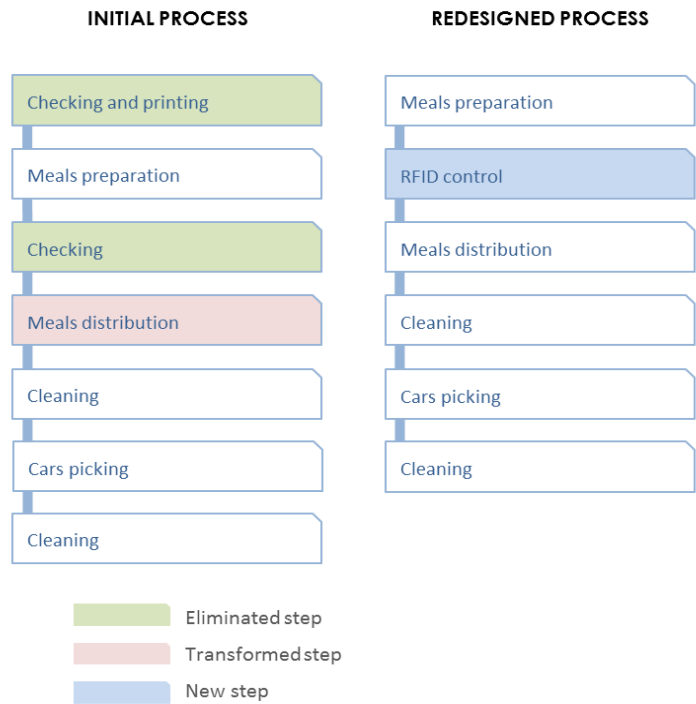 INITIAL PROCESS
Checking and printing
Meals preparation
Checking
Meals distribution
Cleaning
Cars picking
Cleaning
REDESIGNED PROCESS
Meals preparation
RFID control
Meals distribution
Cleaning
Cars picking
Cleaning
Eliminated step
Transformed step
New step